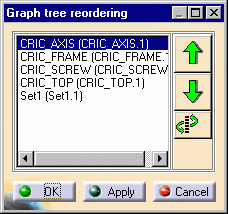 Graph tree reordering
CRIC_AXIS (CRIC_AXIS.1)
CRIC_FRAME (CRIC_FRAME.1
CRIC_SCREW (CRIC_SCREW
CRIC_TOP (CRIC_TOP.1)
Set1 (Set1.1)
OK
Apply
Cancel